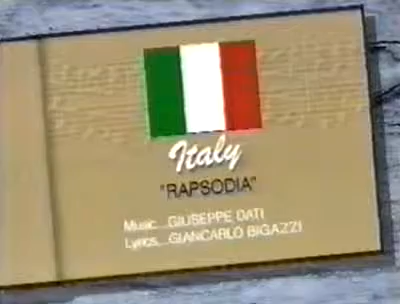 Italy
"RAPSODIA"
Music...GIUSEPPE DATI
Lyrics...GIANCARLO BIGAZZI